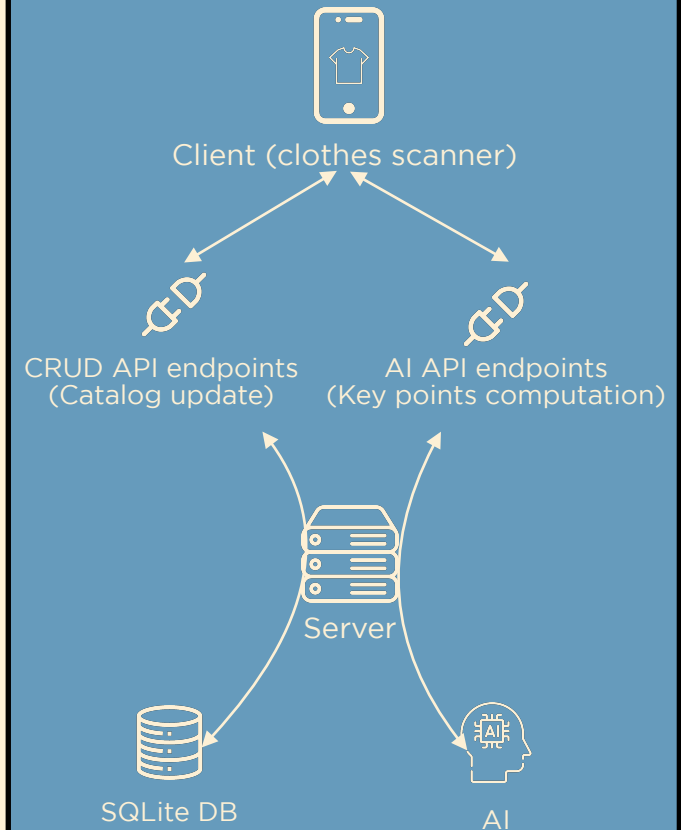 Client (clothes scanner)
CRUD API endpoints
(Catalog update)
AI API endpoints
(Key points computation)
Server
AI
SQLite DB
AI